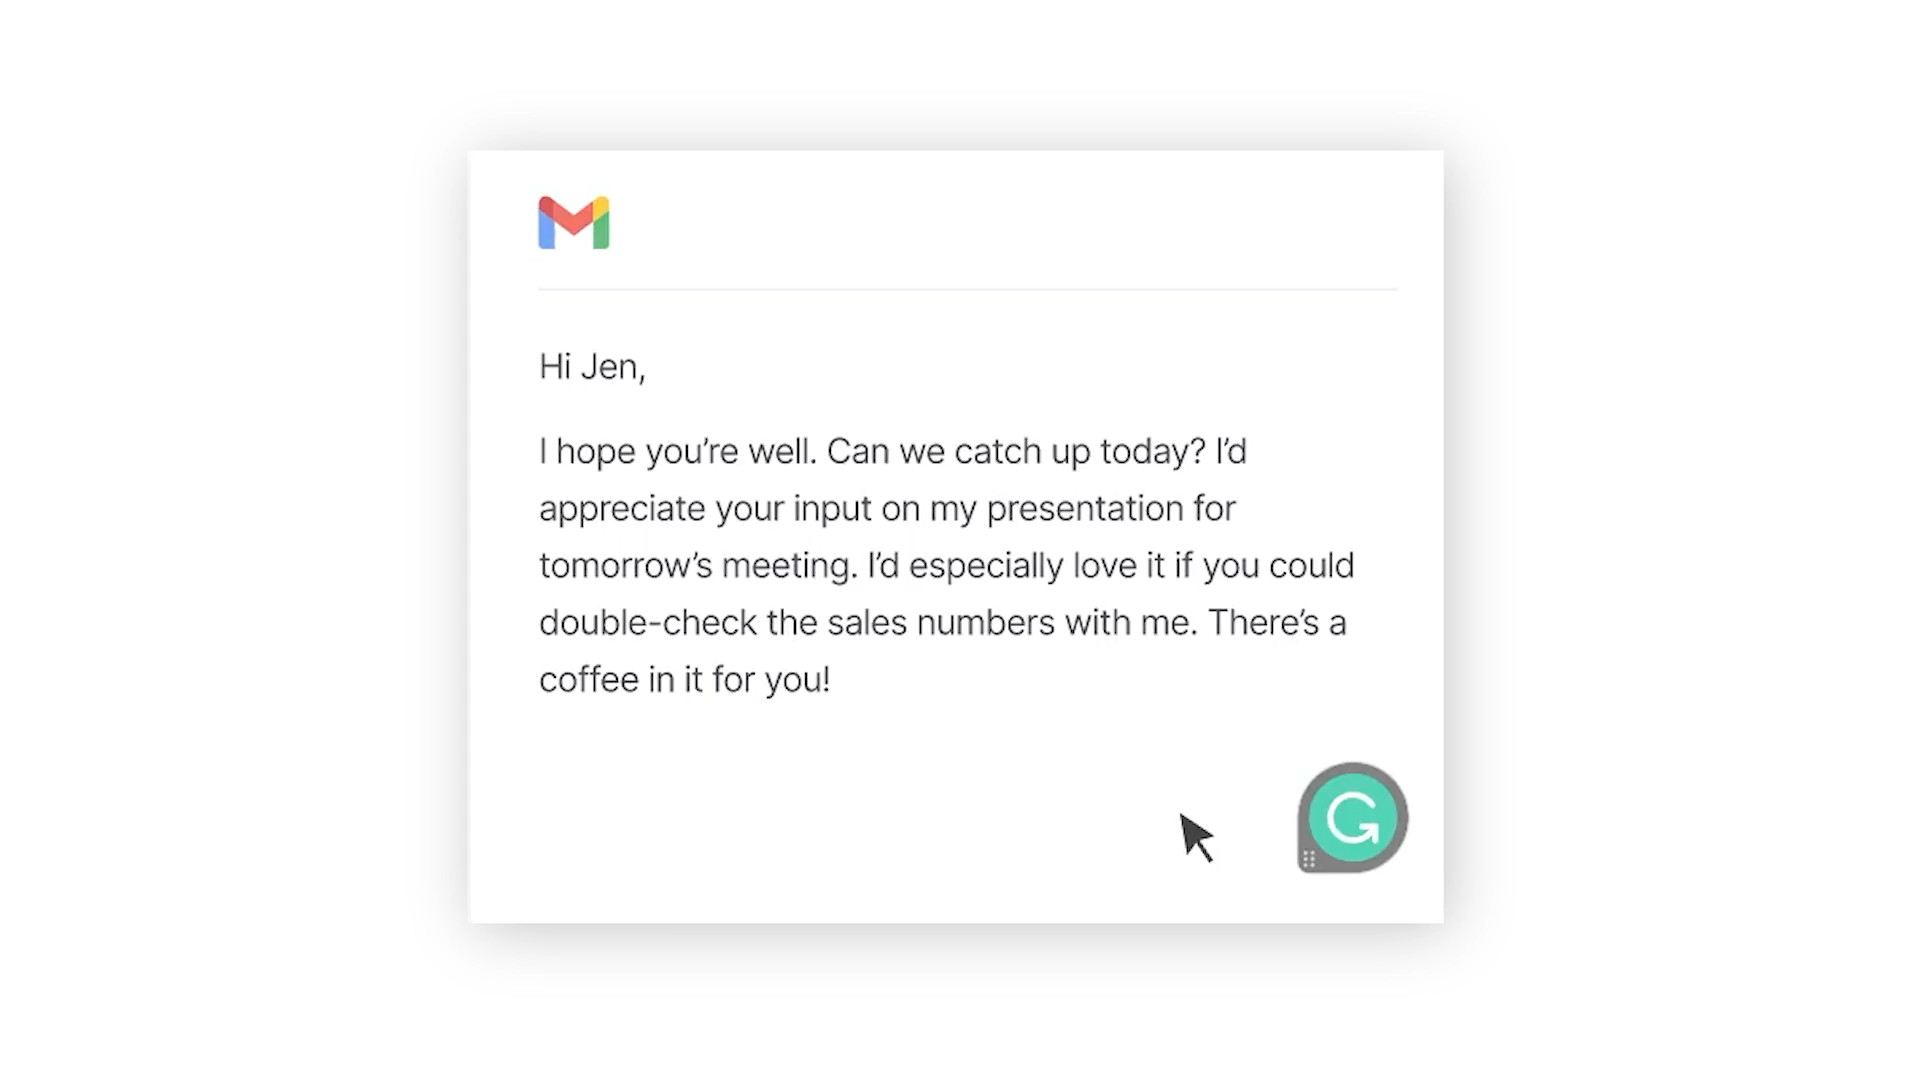 Hi Jen,
I hope you’re well. Can we catch up today? I’d
appreciate your input on my presentation for
tomorrow’s meeting. I’d especially love it if you could
double-check the sales numbers with me. There’s a
coffee in it for you!